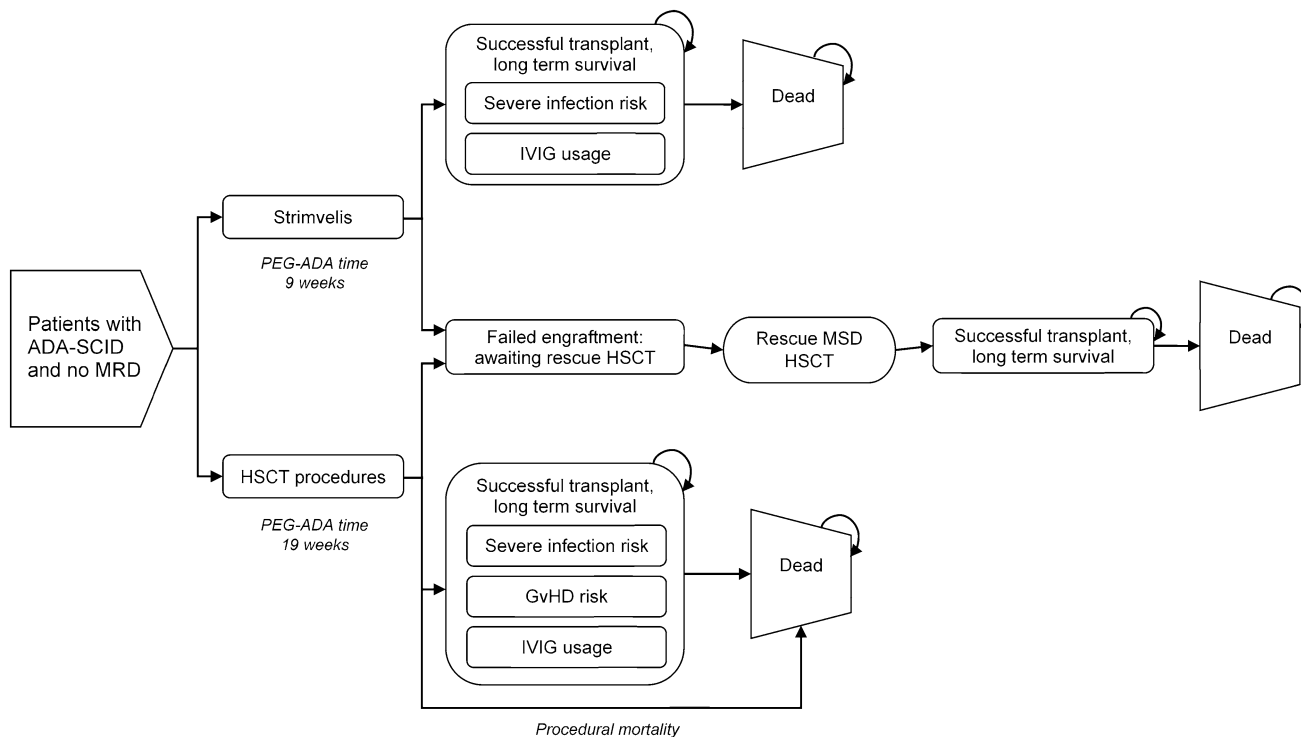 Successful transplant,
long term survival
Severe infection risk
IVIG usage
Dead
Strimvelis
PEG-ADA time
9 weeks
Patients with
ADA-SCID
and no MRD
Failed engraftment:
awaiting rescue HSCT
Rescue MSD
HSCT
Successful transplant,
long term survival
Dead
HSCT procedures
PEG-ADA time
19 weeks
Successful transplant,
long term survival
Severe infection risk
GvHD risk
IVIG usage
Dead
Procedural mortality